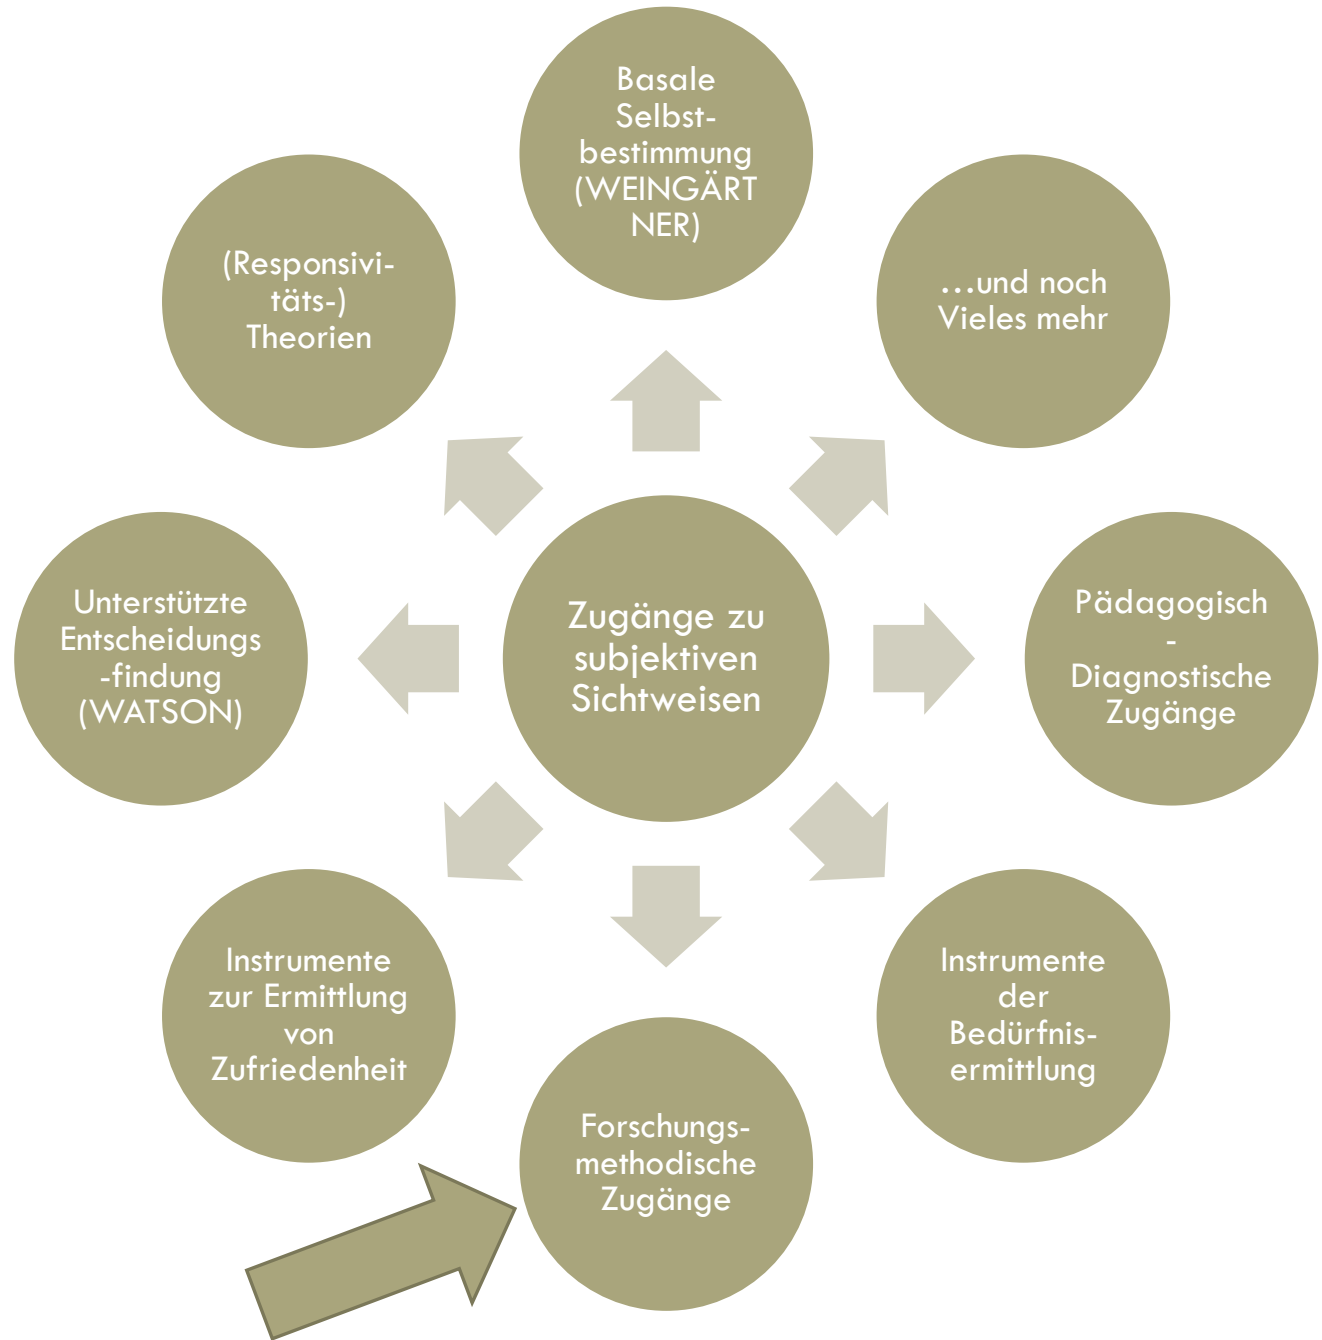 Basale
Selbst-
bestimmung
(WEINGÄRT
NER)
…und noch
Vieles mehr
Pädagogisch
-
Diagnostische
Zugänge
Instrumente
der
Bedürfnis-
ermittlung
Forschungs-
methodische
Zugänge
Instrumente
zur Ermittlung
von
Zufriedenheit
Unterstützte
Entscheidungs
-findung
(WATSON)
(Responsivi-
täts-)
Theorien
Zugänge zu
subjektiven
Sichtweisen